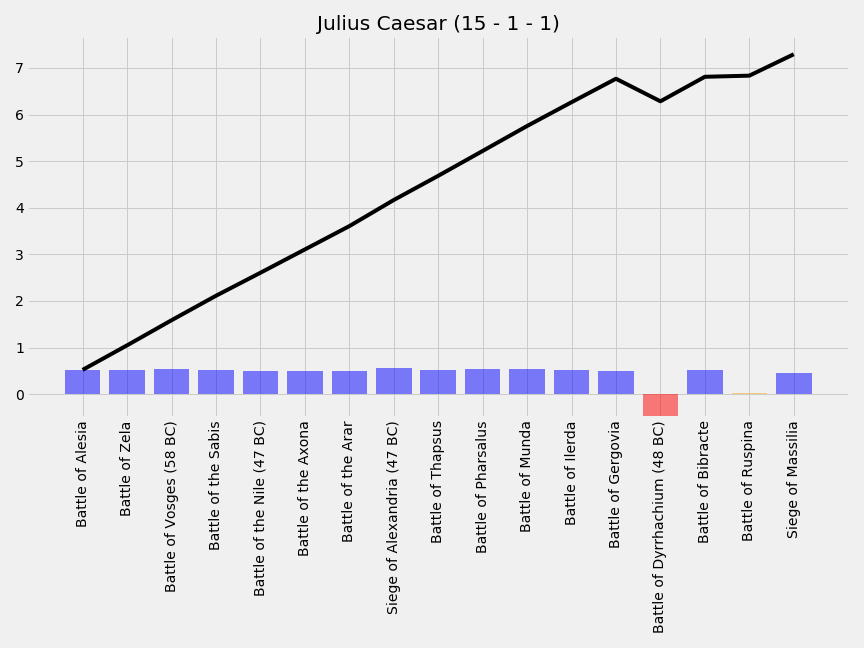 Julius Caesar (15 - 1 - 1)
7
6
5
4
3
2
1
0
Battle of Alesia
Battle of Zela
Battle of Vosges (58 BC)
Battle of the Sabis
Battle of the Nile (47 BC)
Battle of the Axona
Battle of the Arar
Siege of Alexandria (47 BC)
Battle of Thapsus
Battle of Pharsalus
Battle of Munda
Battle of Ilerda
Battle of Gergovia
Battle of Dyrrhachium (48 BC)
Battle of Bibracte
Battle of Ruspina
Siege of Massilia